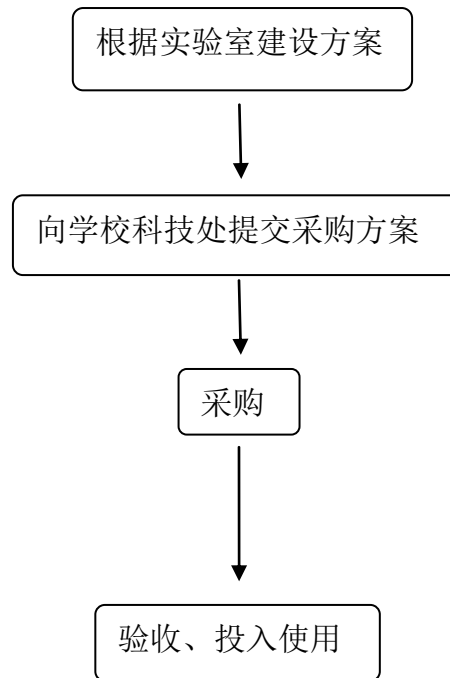 根据实验室建设方案
向学校科技处提交采购方案
采购
验收、投入使用